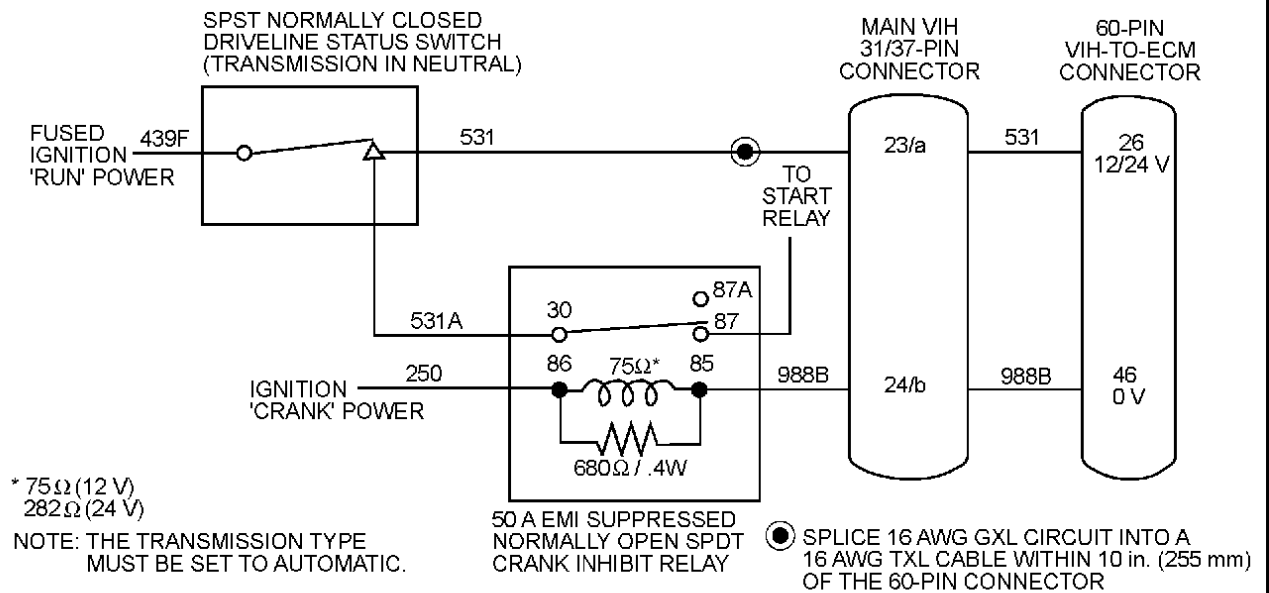 SPST NORMALLY CLOSED
DRIVELINE STATUS SWITCH
(TRANSMISSION IN NEUTRAL)
MAIN VIH
31/37-PIN
CONNECTOR
60-PIN
VIH-TO-ECM
CONNECTOR
FUSED
IGNITION
'RUN' POWER
439F
531
23/a
531
26
12/24 V
TO
START
RELAY
87A
30
87
531A
86
75Ω*
85
250
IGNITION
'CRANK' POWER
988B
24/b
988B
46
0 V
680Ω / .4W
* 75Ω (12 V)
282Ω (24 V)
NOTE: THE TRANSMISSION TYPE
MUST BE SET TO AUTOMATIC.
50 A EMI SUPPRESSED
NORMALLY OPEN SPDT
CRANK INHIBIT RELAY
SPLICE 16 AWG GXL CIRCUIT INTO A
16 AWG TXL CABLE WITHIN 10 in. (255 mm)
OF THE 60-PIN CONNECTOR